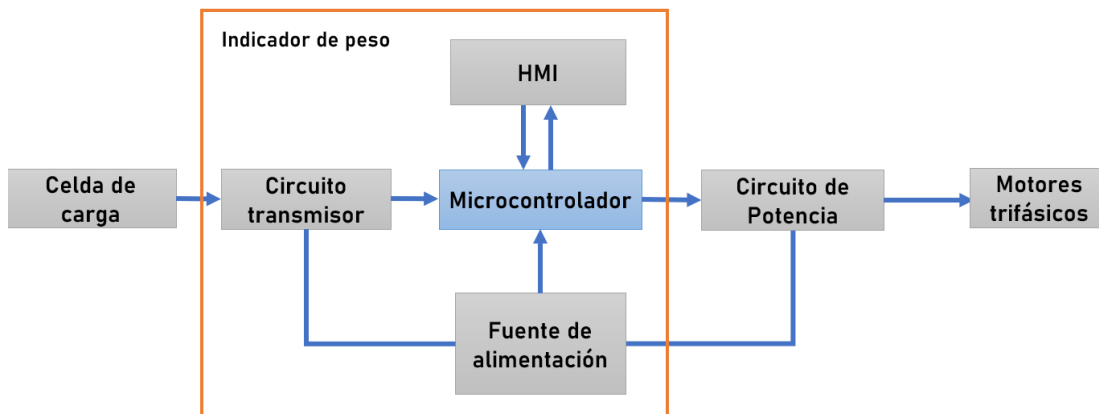 Indicador de peso
HMI
Celda de
carga
Circuito
transmisor
Microcontrolador
Circuito de
Potencia
Motores
trifásicos
Fuente de
alimentación